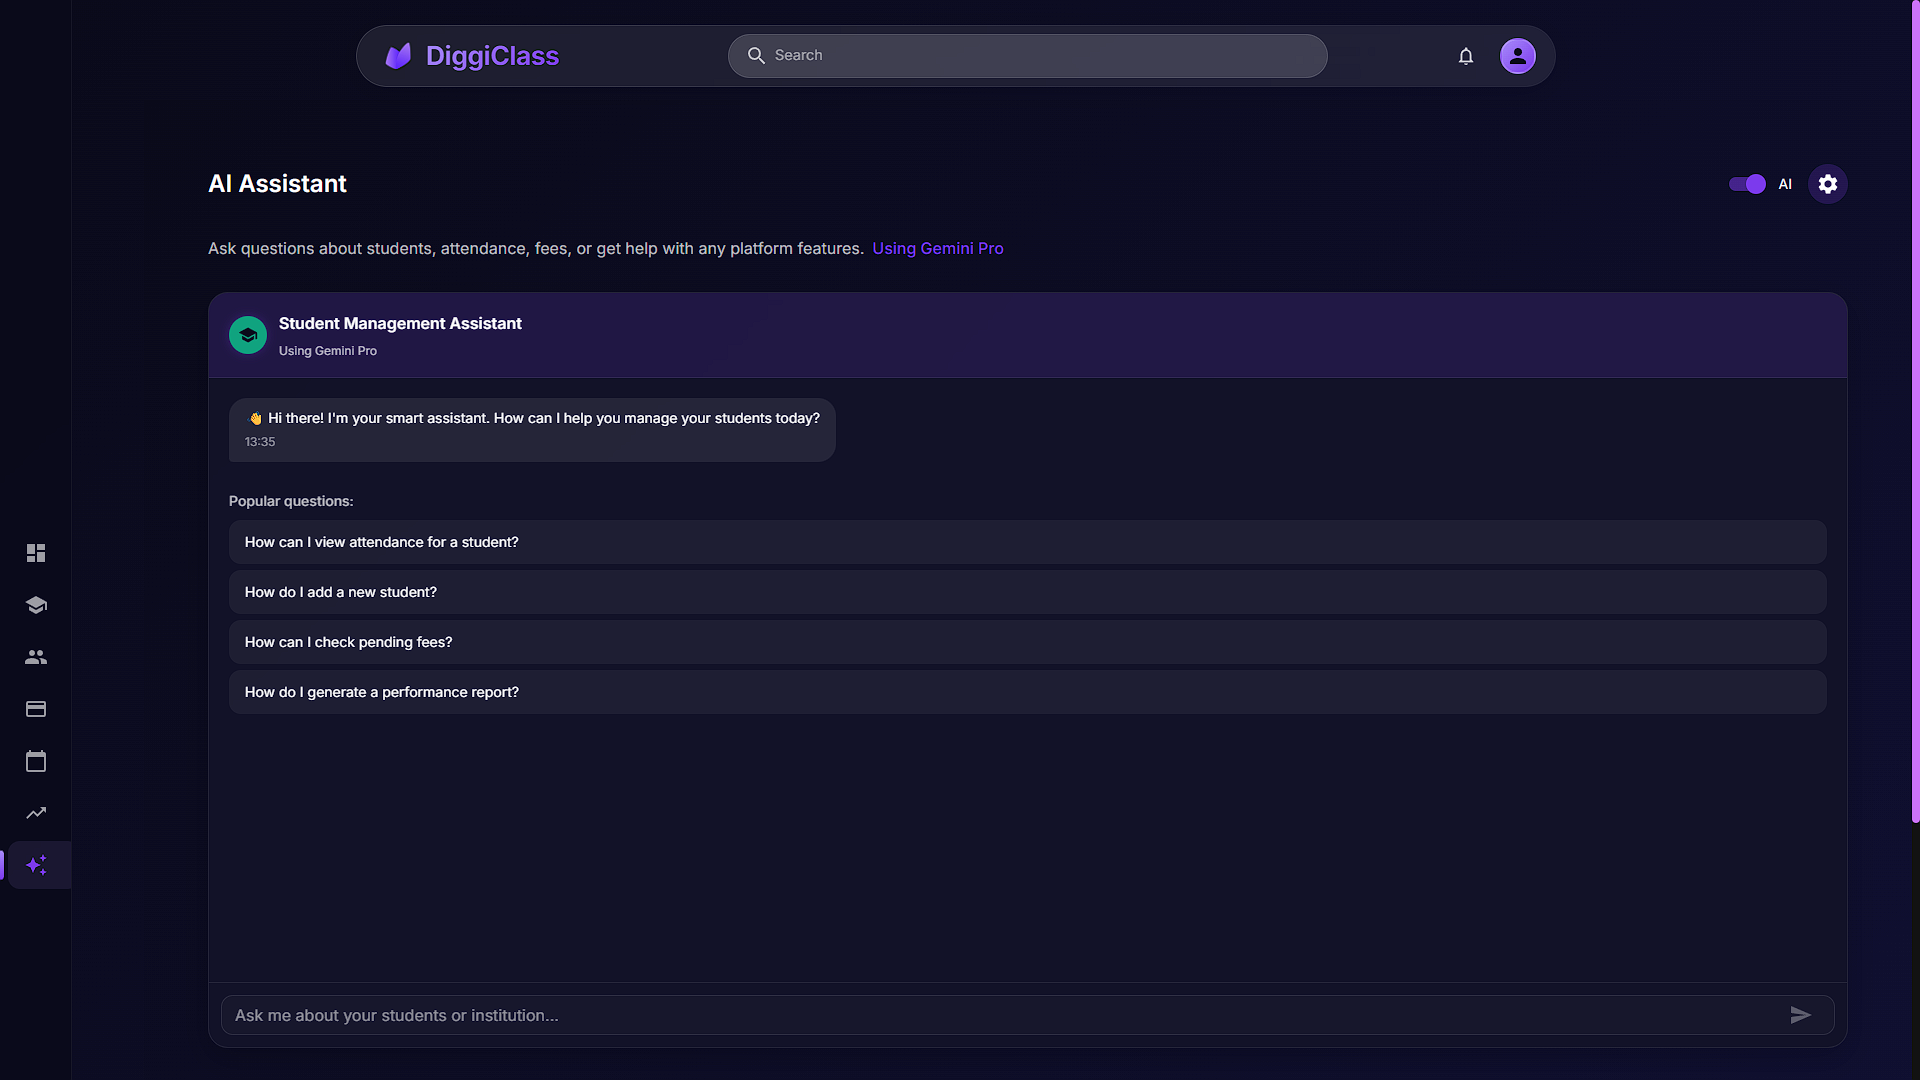 DiggiClass
Search
AI Assistant
AI
Ask questions about students, attendance, fees, or get help with any platform features. Using Gemini Pro
Student Management Assistant
Using Gemini Pro
👋 Hi there! I'm your smart assistant. How can I help you manage your students today?
13:35
Popular questions:
How can I view attendance for a student?
How do I add a new student?
How can I check pending fees?
How do I generate a performance report?
Ask me about your students or institution...